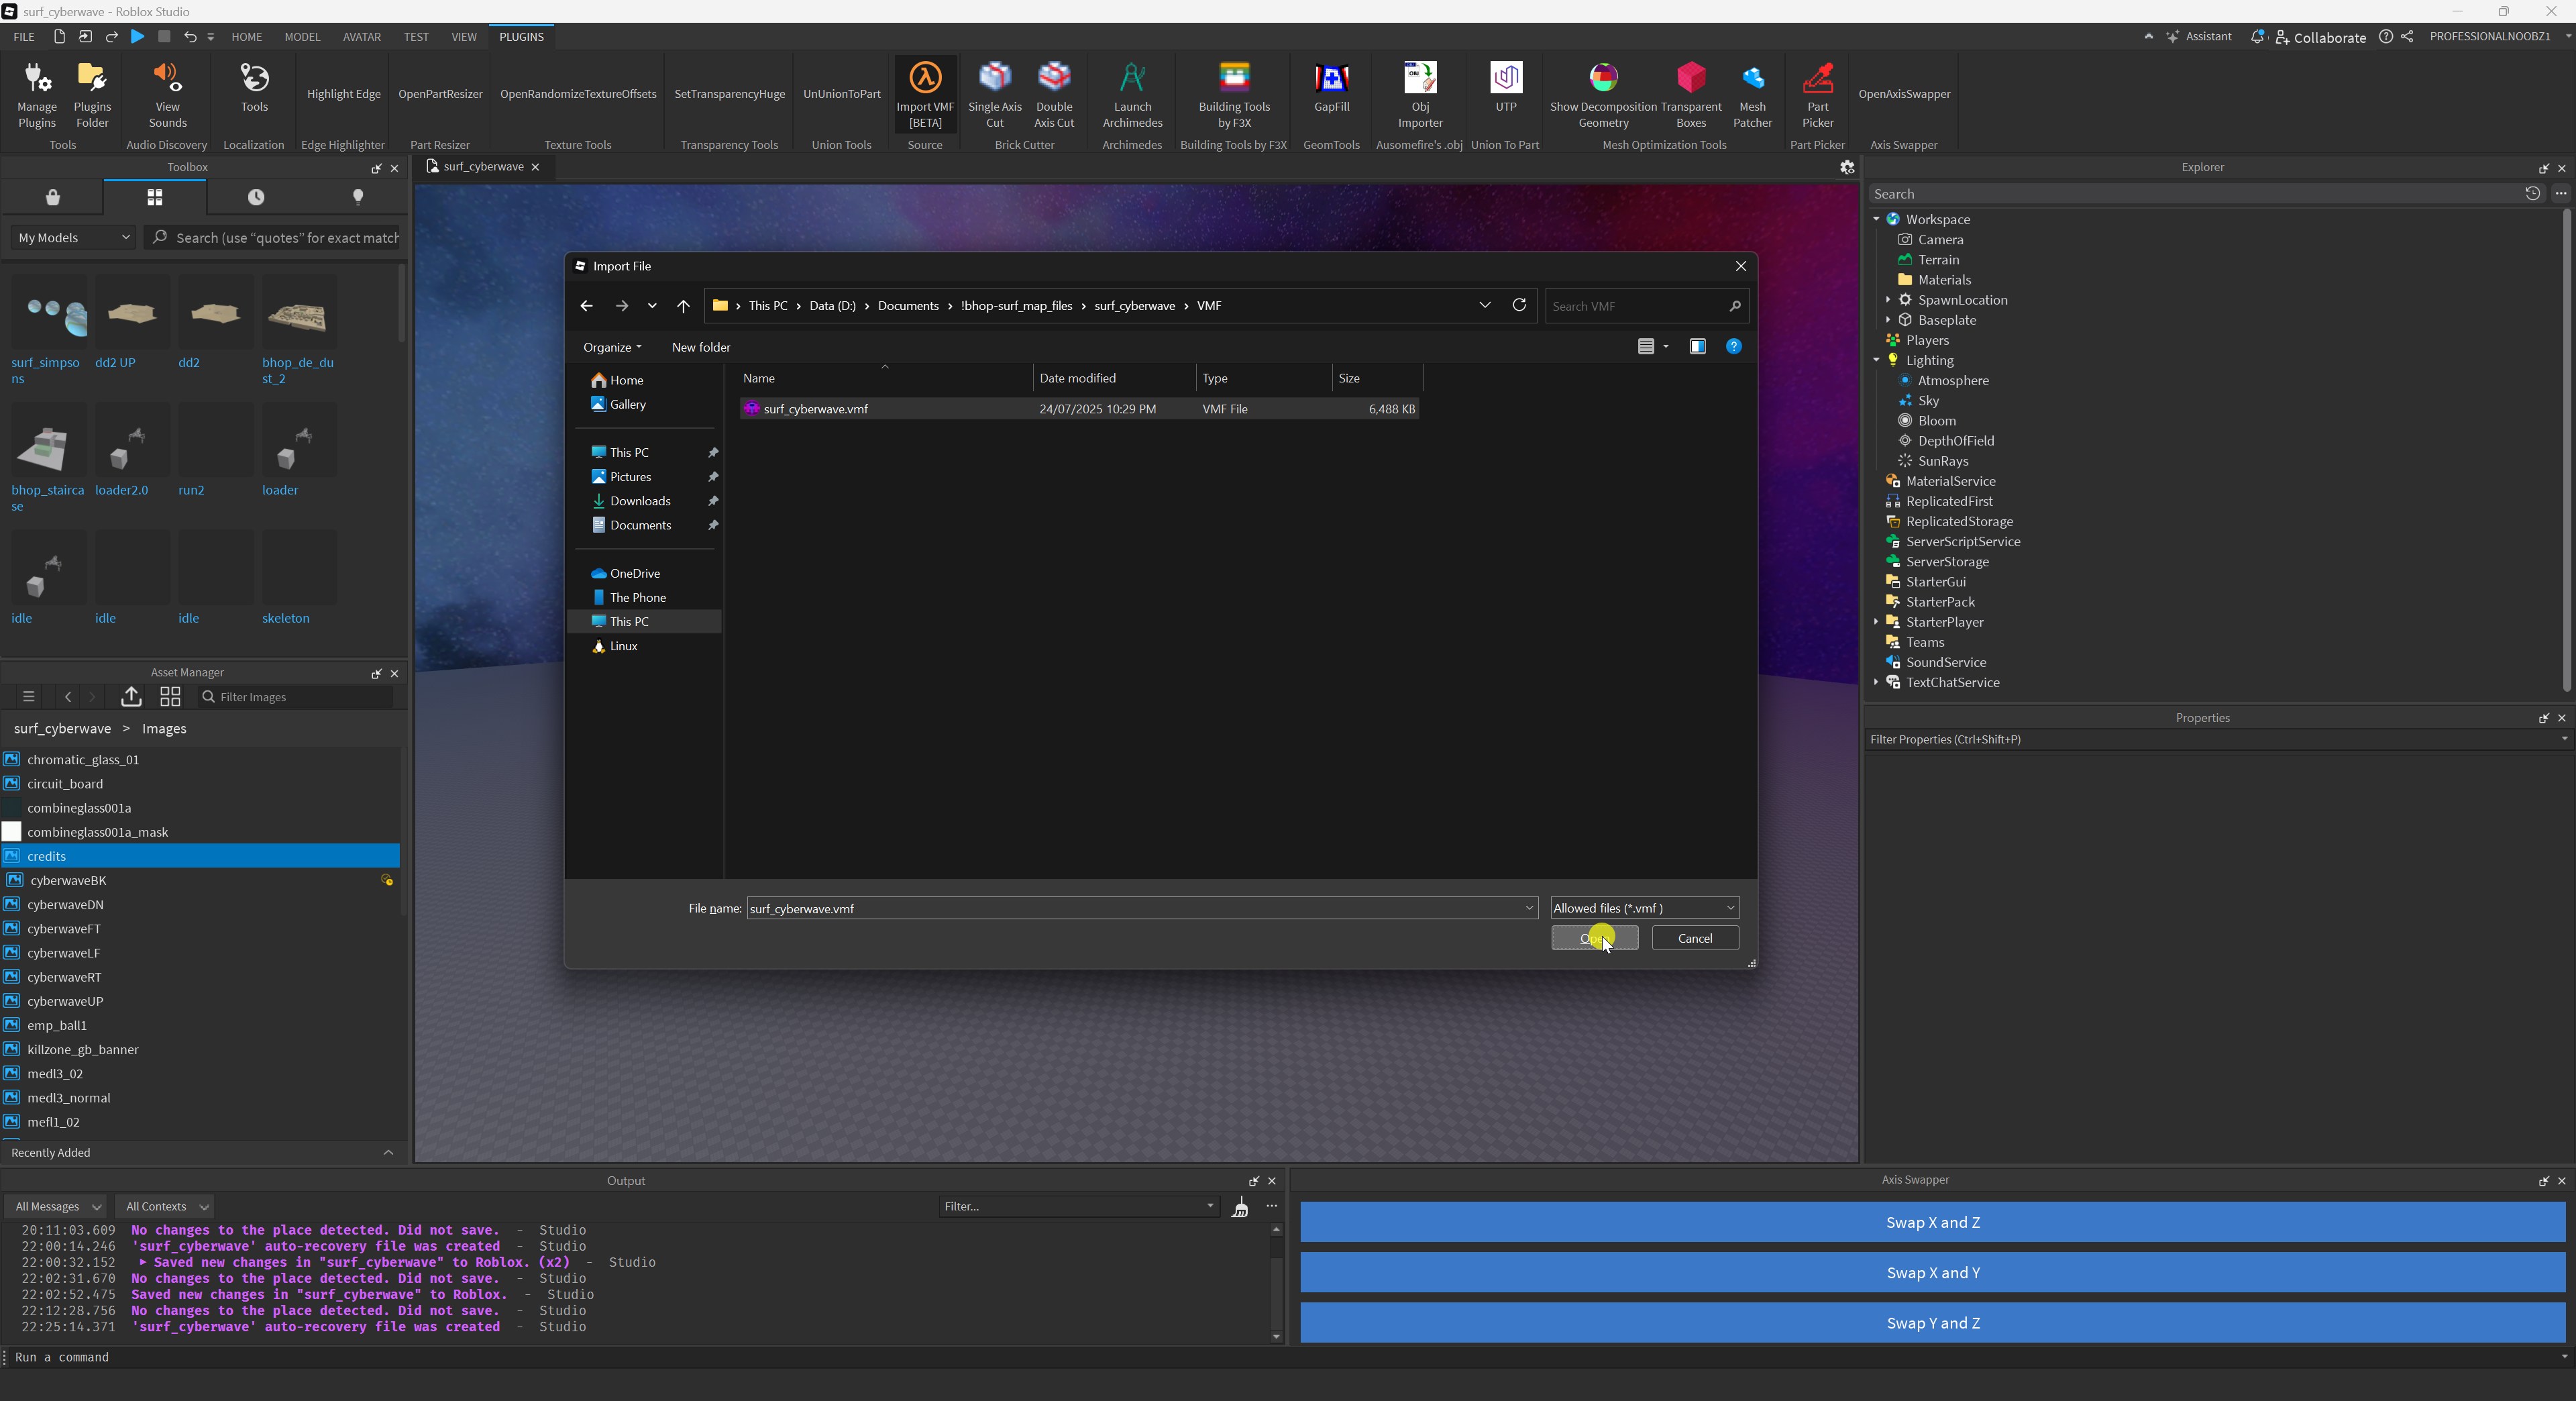 surf_cyberwave - Roblox Studio
FILE HOME MODEL AVATAR TEST VIEW PLUGINS Assistant Collaborate PROFESSIONALNOOBZ1
Manage Plugins
Plugins Folder
Tools
View Sounds
Audio Discovery
Tools
Localization
Highlight Edge
Edge Highlighter
OpenPartResizer
Part Resizer
OpenRandomizeTextureOffsets
Texture Tools
SetTransparencyHuge
Transparency Tools
UnUnionToPart
Union Tools
Import VMF [BETA]
Source
Single Axis Cut
Double Axis Cut
Brick Cutter
Launch Archimedes
Archimedes
Building Tools by F3X
Building Tools by F3X
GapFill
GeomTools
Obj Importer
Ausomefire's .obj
UTP
Union To Part
Show Decomposition Geometry
Transparent Boxes
Mesh Patcher
Mesh Optimization Tools
Part Picker
Part Picker
OpenAxisSwapper
Axis Swapper
Toolbox
My Models
Search (use "quotes" for exact match
surf_simpso
ns
dd2 UP
dd2
bhop_de_du
st_2
bhop_stairca
se
loader2.0
run2
loader
idle
idle
idle
skeleton
Asset Manager
Filter Images
surf_cyberwave > Images
chromatic_glass_01
circuit_board
combineglass001a
combineglass001a_mask
credits
cyberwaveBK
cyberwaveDN
cyberwaveFT
cyberwaveLF
cyberwaveRT
cyberwaveUP
emp_ball1
killzone_gb_banner
medl3_02
medl3_normal
mefl1_02
Recently Added
surf_cyberwave
Import File
This PC > Data (D:) > Documents > !bhop-surf_map_files > surf_cyberwave > VMF
Search VMF
Organize New folder
Home
Gallery
This PC
Pictures
Downloads
Documents
OneDrive
The Phone
This PC
Linux
Name Date modified Type Size
surf_cyberwave.vmf 24/07/2025 10:29 PM VMF File 6,488 KB
File name: surf_cyberwave.vmf Allowed files (*.vmf )
Cancel
Explorer
Search
Workspace
Camera
Terrain
Materials
SpawnLocation
Baseplate
Players
Lighting
Atmosphere
Sky
Bloom
DepthOfField
SunRays
MaterialService
ReplicatedFirst
ReplicatedStorage
ServerScriptService
ServerStorage
StarterGui
StarterPack
StarterPlayer
Teams
SoundService
TextChatService
Properties
Filter Properties (Ctrl+Shift+P)
Output
All Messages All Contexts Filter...
20:11:03.609 No changes to the place detected. Did not save. - Studio
22:00:14.246 'surf_cyberwave' auto-recovery file was created - Studio
22:00:32.152 Saved new changes in "surf_cyberwave" to Roblox. (x2) - Studio
22:02:31.670 No changes to the place detected. Did not save. - Studio
22:02:52.475 Saved new changes in "surf_cyberwave" to Roblox. - Studio
22:12:28.756 No changes to the place detected. Did not save. - Studio
22:25:14.371 'surf_cyberwave' auto-recovery file was created - Studio
Axis Swapper
Swap X and Z
Swap X and Y
Swap Y and Z
Run a command